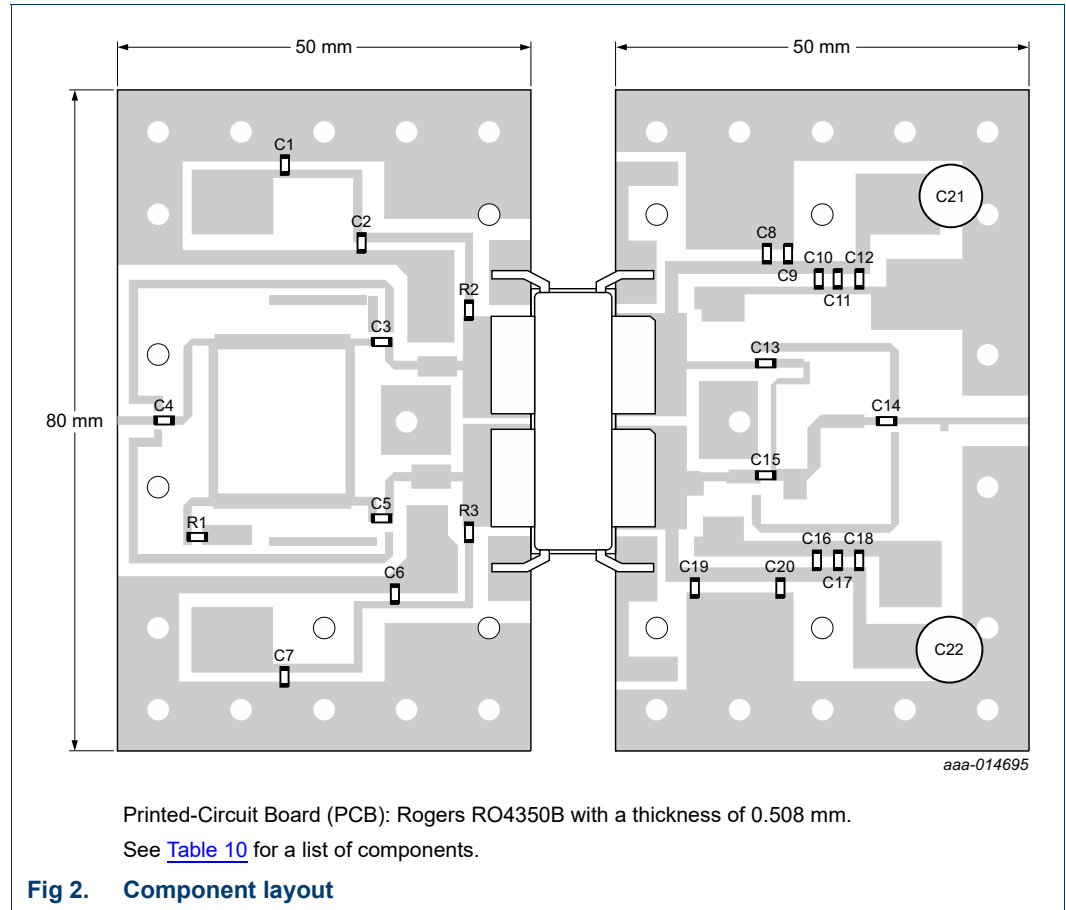 50 mm
50 mm
C1
C21
C2
C8
C9
C10
C12
C11
R2
C3
C13
80 mm
C4
C14
C15
C5
R1
R3
C16
C18
C17
C6
C19
C20
C7
C22
aaa-014695
Printed-Circuit Board (PCB): Rogers RO4350B with a thickness of 0.508 mm.
See Table 10 for a list of components.
Fig 2. Component layout